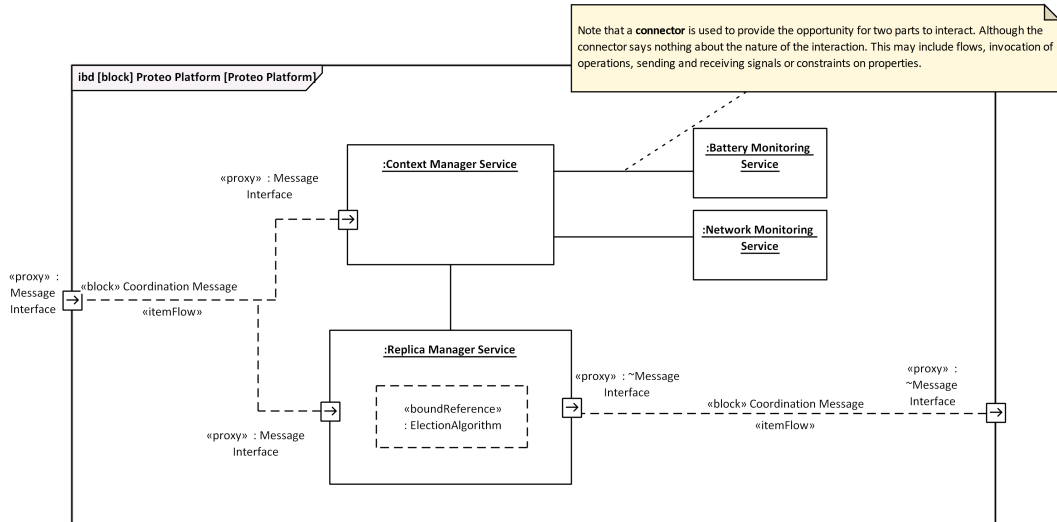 Note that a connector is used to provide the opportunity for two parts to interact. Although the
connector says nothing about the nature of the interaction. This may include flows, invocation of
operations, sending and receiving signals or constraints on properties.
ibd [block] Proteo Platform [Proteo Platform]
:Battery Monitoring
Service
:Context Manager Service
«proxy» : Message
Interface
:Network Monitoring
Service
«proxy» :
Message
Interface
«block» Coordination Message
«itemFlow»
:Replica Manager Service
«boundReference»
: ElectionAlgorithm
«proxy» : Message
Interface
«proxy» : ~Message
Interface
«block» Coordination Message
«itemFlow»
«proxy» :
~Message
Interface